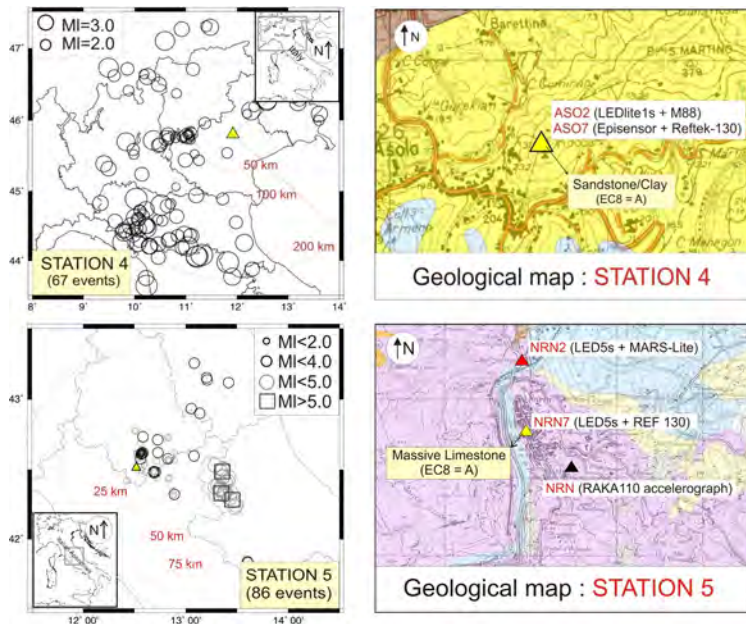 Ml=3.0
Ml=2.0
N
Italy
47˚
46˚
45˚
44˚
50 km
100 km
200 km
STATION 4
(67 events)
8˚
9˚
10˚
11˚
12˚
13˚
14˚
N
Barettina
ASO2 (LEDlite1s + M88)
ASO7 (Episensor + Reftek-130)
Sandstone/Clay
(EC8 = A)
Geological map : STATION 4
Ml<2.0
Ml<4.0
Ml<5.0
Ml>5.0
43˚
42˚
25 km
50 km
75 km
N
STATION 5
(86 events)
12˚ 00'
13˚ 00'
14˚ 00'
N
NRN2 (LED5s + MARS-Lite)
NRN7 (LED5s + REF 130)
Massive Limestone
(EC8 = A)
NRN (RAKA110 accelerograph)
Geological map : STATION 5